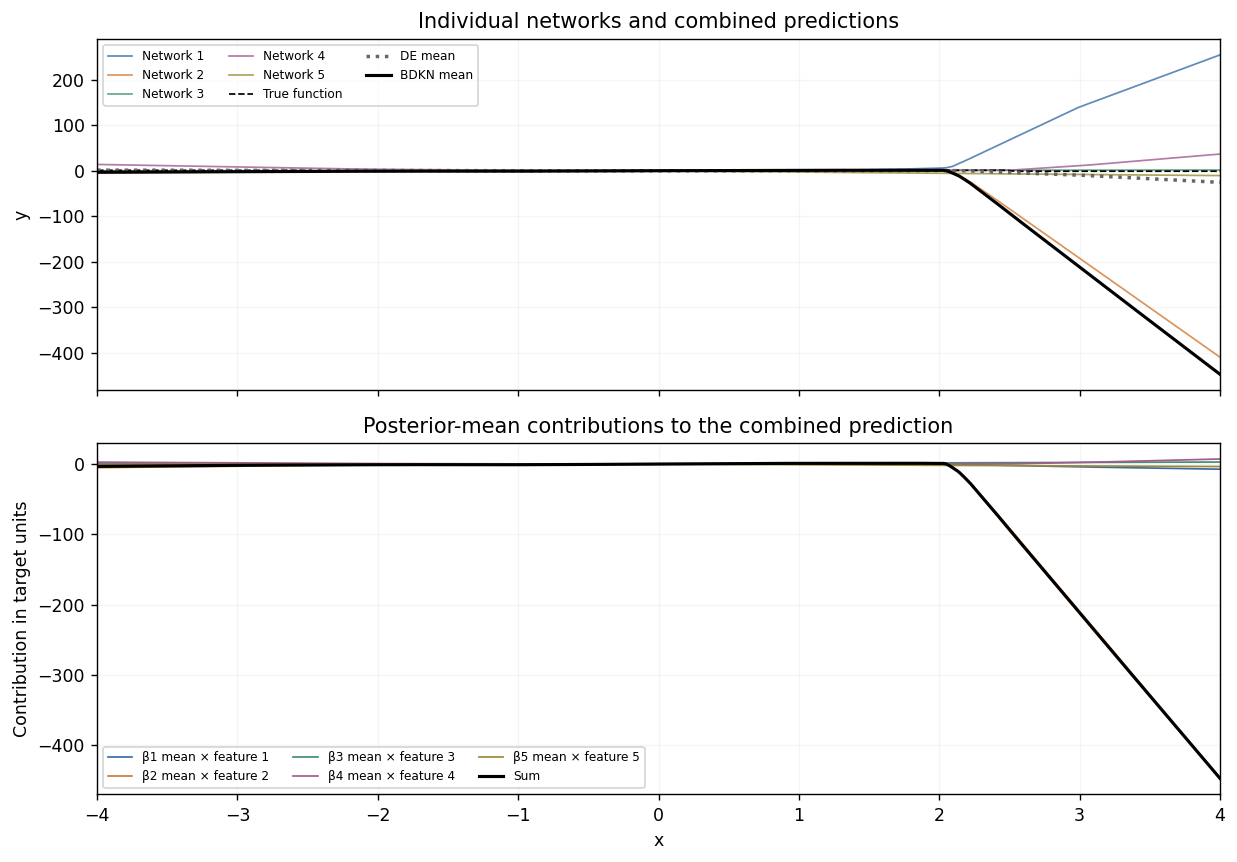 Individual networks and combined predictions
Network 1 Network 4 DE mean
Network 2 Network 5 BDKN mean
Network 3 True function
200
100
0
−100
−200
−300
−400
y
Posterior-mean contributions to the combined prediction
0
−100
−200
−300
−400
Contribution in target units
β1 mean × feature 1 β3 mean × feature 3 β5 mean × feature 5
β2 mean × feature 2 β4 mean × feature 4 Sum
−4 −3 −2 −1 0 1 2 3 4
x